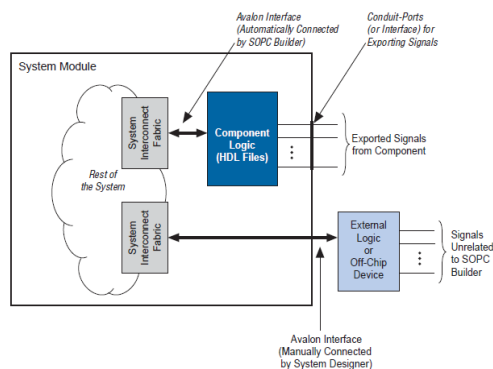 Avalon Interface
(Automatically Connected
by SOPC Builder)
Conduit-Ports
(or Interface) for
Exporting Signals
System Module
System
Interconnect
Fabric
Component
Logic
(HDL Files)
Exported Signals
from Component
Rest of
the System
System
Interconnect
Fabric
External
Logic
or
Off-Chip
Device
Signals
Unrelated
to SOPC
Builder
Avalon Interface
(Manually Connected
by System Designer)